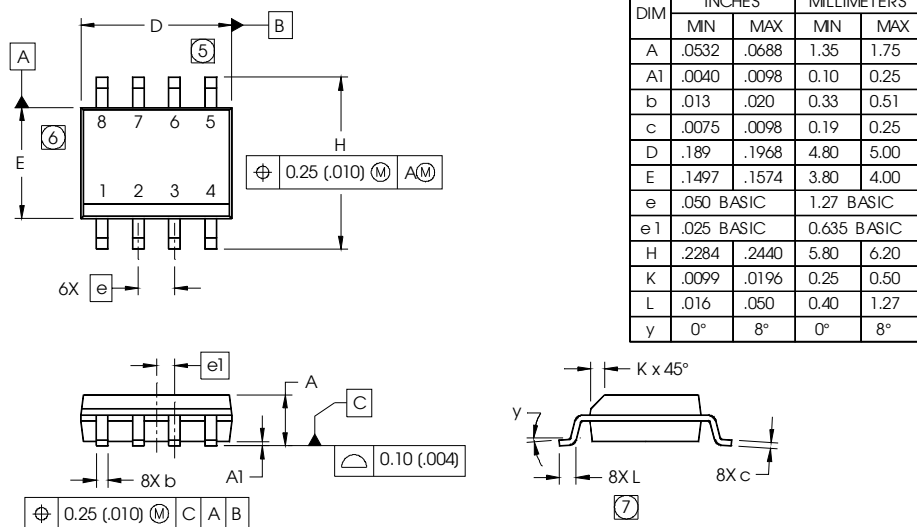 D
B
5
A
8 7 6 5
6
E
H
0.25 (.010) M A M
1 2 3 4
6X e
DIM INCHES MILLIMETERS
MIN MAX MIN MAX
A .0532 .0688 1.35 1.75
A1 .0040 .0098 0.10 0.25
b .013 .020 0.33 0.51
c .0075 .0098 0.19 0.25
D .189 .1968 4.80 5.00
E .1497 .1574 3.80 4.00
e .050 BASIC 1.27 BASIC
e1 .025 BASIC 0.635 BASIC
H .2284 .2440 5.80 6.20
K .0099 .0196 0.25 0.50
L .016 .050 0.40 1.27
y 0° 8° 0° 8°
e1
A
C
8X b
A1
0.10 (.004)
0.25 (.010) M C A B
K x 45°
y
8X L
8X c
7